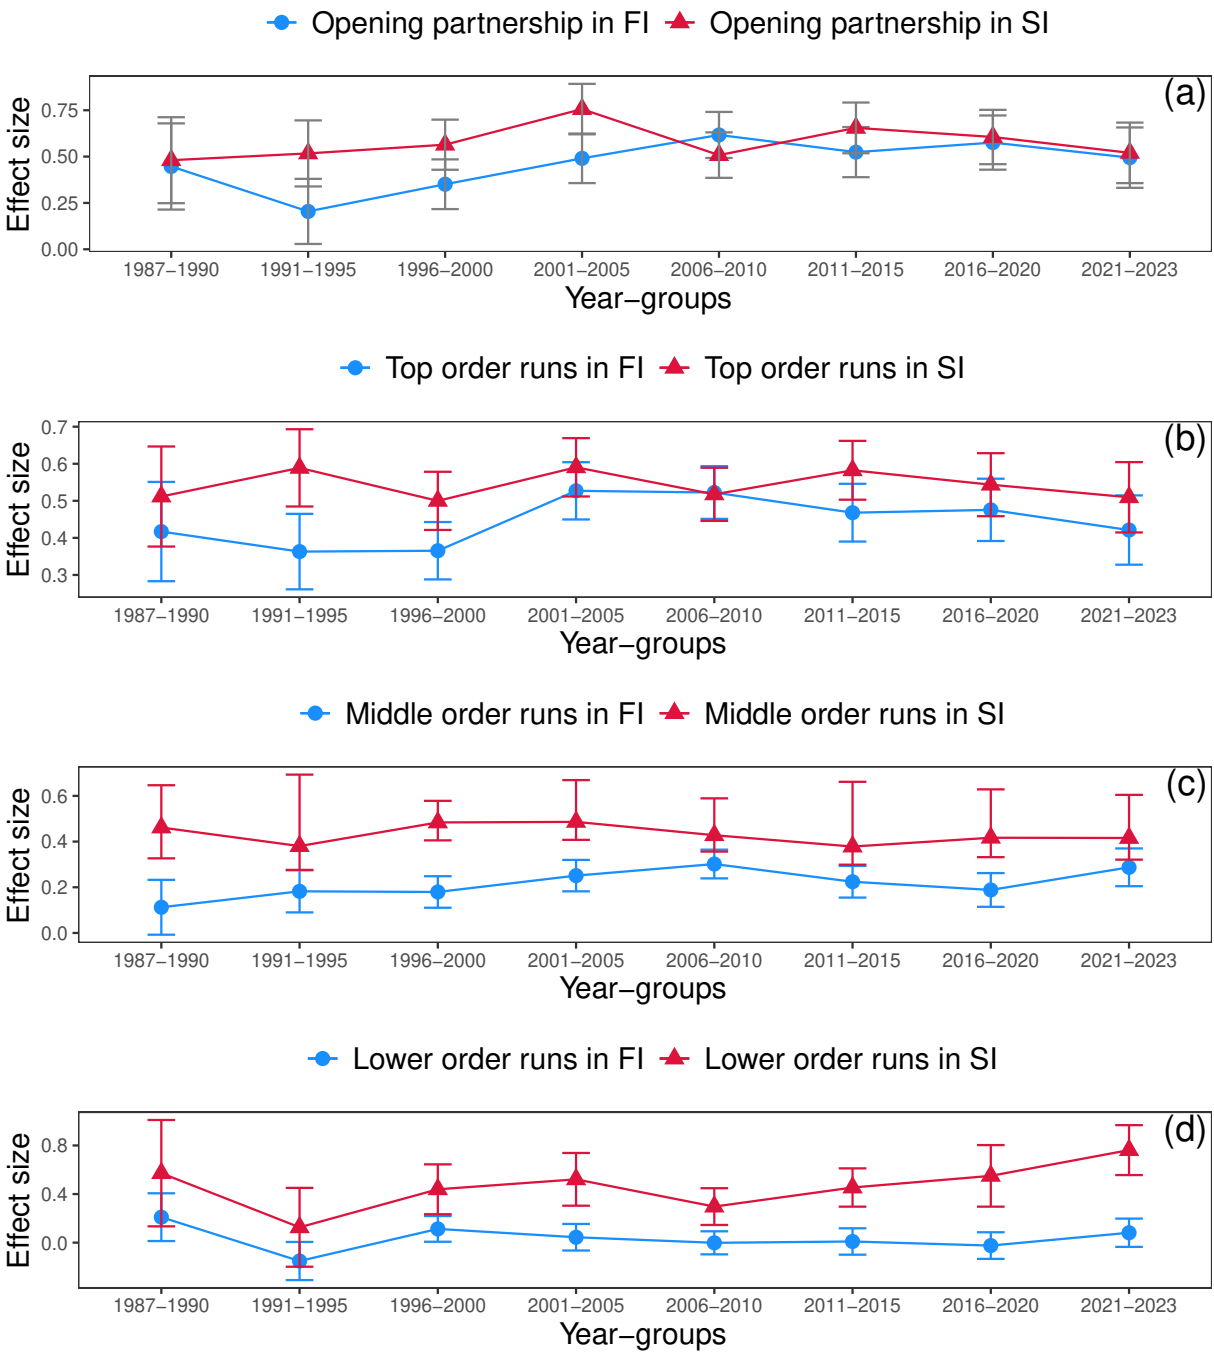 Opening partnership in FI Opening partnership in SI
(a)
Effect size
0.75
0.50
0.25
0.00
1987−1990 1991−1995 1996−2000 2001−2005 2006−2010 2011−2015 2016−2020 2021−2023
Year−groups
Top order runs in FI Top order runs in SI
(b)
Effect size
0.7
0.6
0.5
0.4
0.3
1987−1990 1991−1995 1996−2000 2001−2005 2006−2010 2011−2015 2016−2020 2021−2023
Year−groups
Middle order runs in FI Middle order runs in SI
(c)
Effect size
0.6
0.4
0.2
0.0
1987−1990 1991−1995 1996−2000 2001−2005 2006−2010 2011−2015 2016−2020 2021−2023
Year−groups
Lower order runs in FI Lower order runs in SI
(d)
Effect size
0.8
0.4
0.0
1987−1990 1991−1995 1996−2000 2001−2005 2006−2010 2011−2015 2016−2020 2021−2023
Year−groups